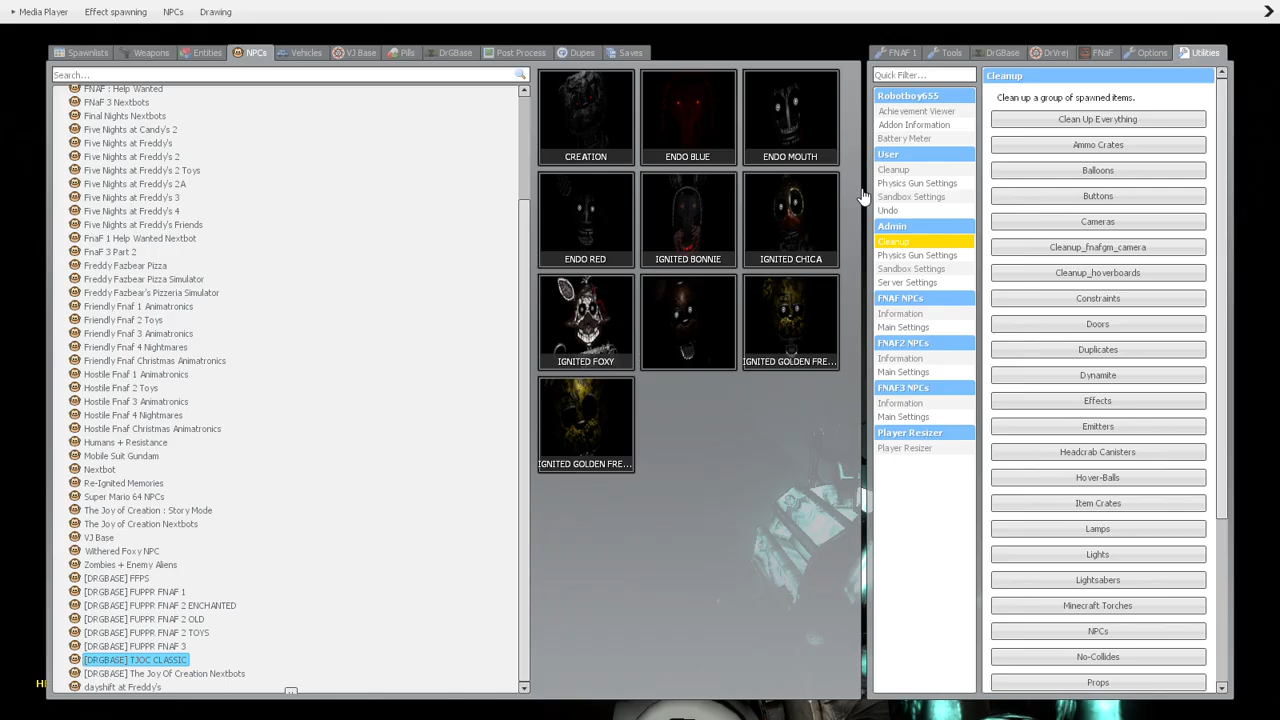 Media Player Effect spawning NPCs Drawing
Spawnlists Weapons Entities NPCs Vehicles VJ Base Pills DrGBase Post Process Dupes Saves
Search...
FNAF : Help Wanted
FNaF 3 Nextbots
Final Nights Nextbots
Five Nights at Candy's 2
Five Nights at Freddy's
Five Nights at Freddy's 2
Five Nights at Freddy's 2 Toys
Five Nights at Freddy's 2A
Five Nights at Freddy's 3
Five Nights at Freddy's 4
Five Nights at Freddy's Friends
FnaF 1 Help Wanted Nextbot
FnaF 3 Part 2
Freddy Fazbear Pizza
Freddy Fazbear Pizza Simulator
Freddy Fazbear's Pizzeria Simulator
Friendly Fnaf 1 Animatronics
Friendly Fnaf 2 Toys
Friendly Fnaf 3 Animatronics
Friendly Fnaf 4 Nightmares
Friendly Fnaf Christmas Animatronics
Hostile Fnaf 1 Animatronics
Hostile Fnaf 2 Toys
Hostile Fnaf 3 Animatronics
Hostile Fnaf 4 Nightmares
Hostile Fnaf Christmas Animatronics
Humans + Resistance
Mobile Suit Gundam
Nextbot
Re-Ignited Memories
Super Mario 64 NPCs
The Joy of Creation : Story Mode
The Joy of Creation Nextbots
VJ Base
Withered Foxy NPC
Zombies + Enemy Aliens
[DRGBASE] FFPS
[DRGBASE] FUPPR FNAF 1
[DRGBASE] FUPPR FNAF 2 ENCHANTED
[DRGBASE] FUPPR FNAF 2 OLD
[DRGBASE] FUPPR FNAF 2 TOYS
[DRGBASE] FUPPR FNAF 3
[DRGBASE] TJOC CLASSIC
[DRGBASE] The Joy Of Creation Nextbots
dayshift at Freddy's
...
CREATION ENDO BLUE ENDO MOUTH
ENDO RED IGNITED BONNIE IGNITED CHICA
IGNITED FOXY IGNITED GOLDEN FRE...
IGNITED GOLDEN FRE...
FNAF 1 Tools DrGBase DrVrej FNaF Options Utilities
Quick Filter...
Robotboy655
Achievement Viewer
Addon Information
Battery Meter
User
Cleanup
Physics Gun Settings
Sandbox Settings
Undo
Admin
Cleanup
Physics Gun Settings
Sandbox Settings
Server Settings
FNAF NPCs
Information
Main Settings
FNAF2 NPCs
Information
Main Settings
FNAF3 NPCs
Information
Main Settings
Player Resizer
Player Resizer
Cleanup
Clean up a group of spawned items.
Clean Up Everything
Ammo Crates
Balloons
Buttons
Cameras
Cleanup_fnafgm_camera
Cleanup_hoverboards
Constraints
Doors
Duplicates
Dynamite
Effects
Emitters
Headcrab Canisters
Hover-Balls
Item Crates
Lamps
Lights
Lightsabers
Minecraft Torches
NPCs
No-Collides
Props